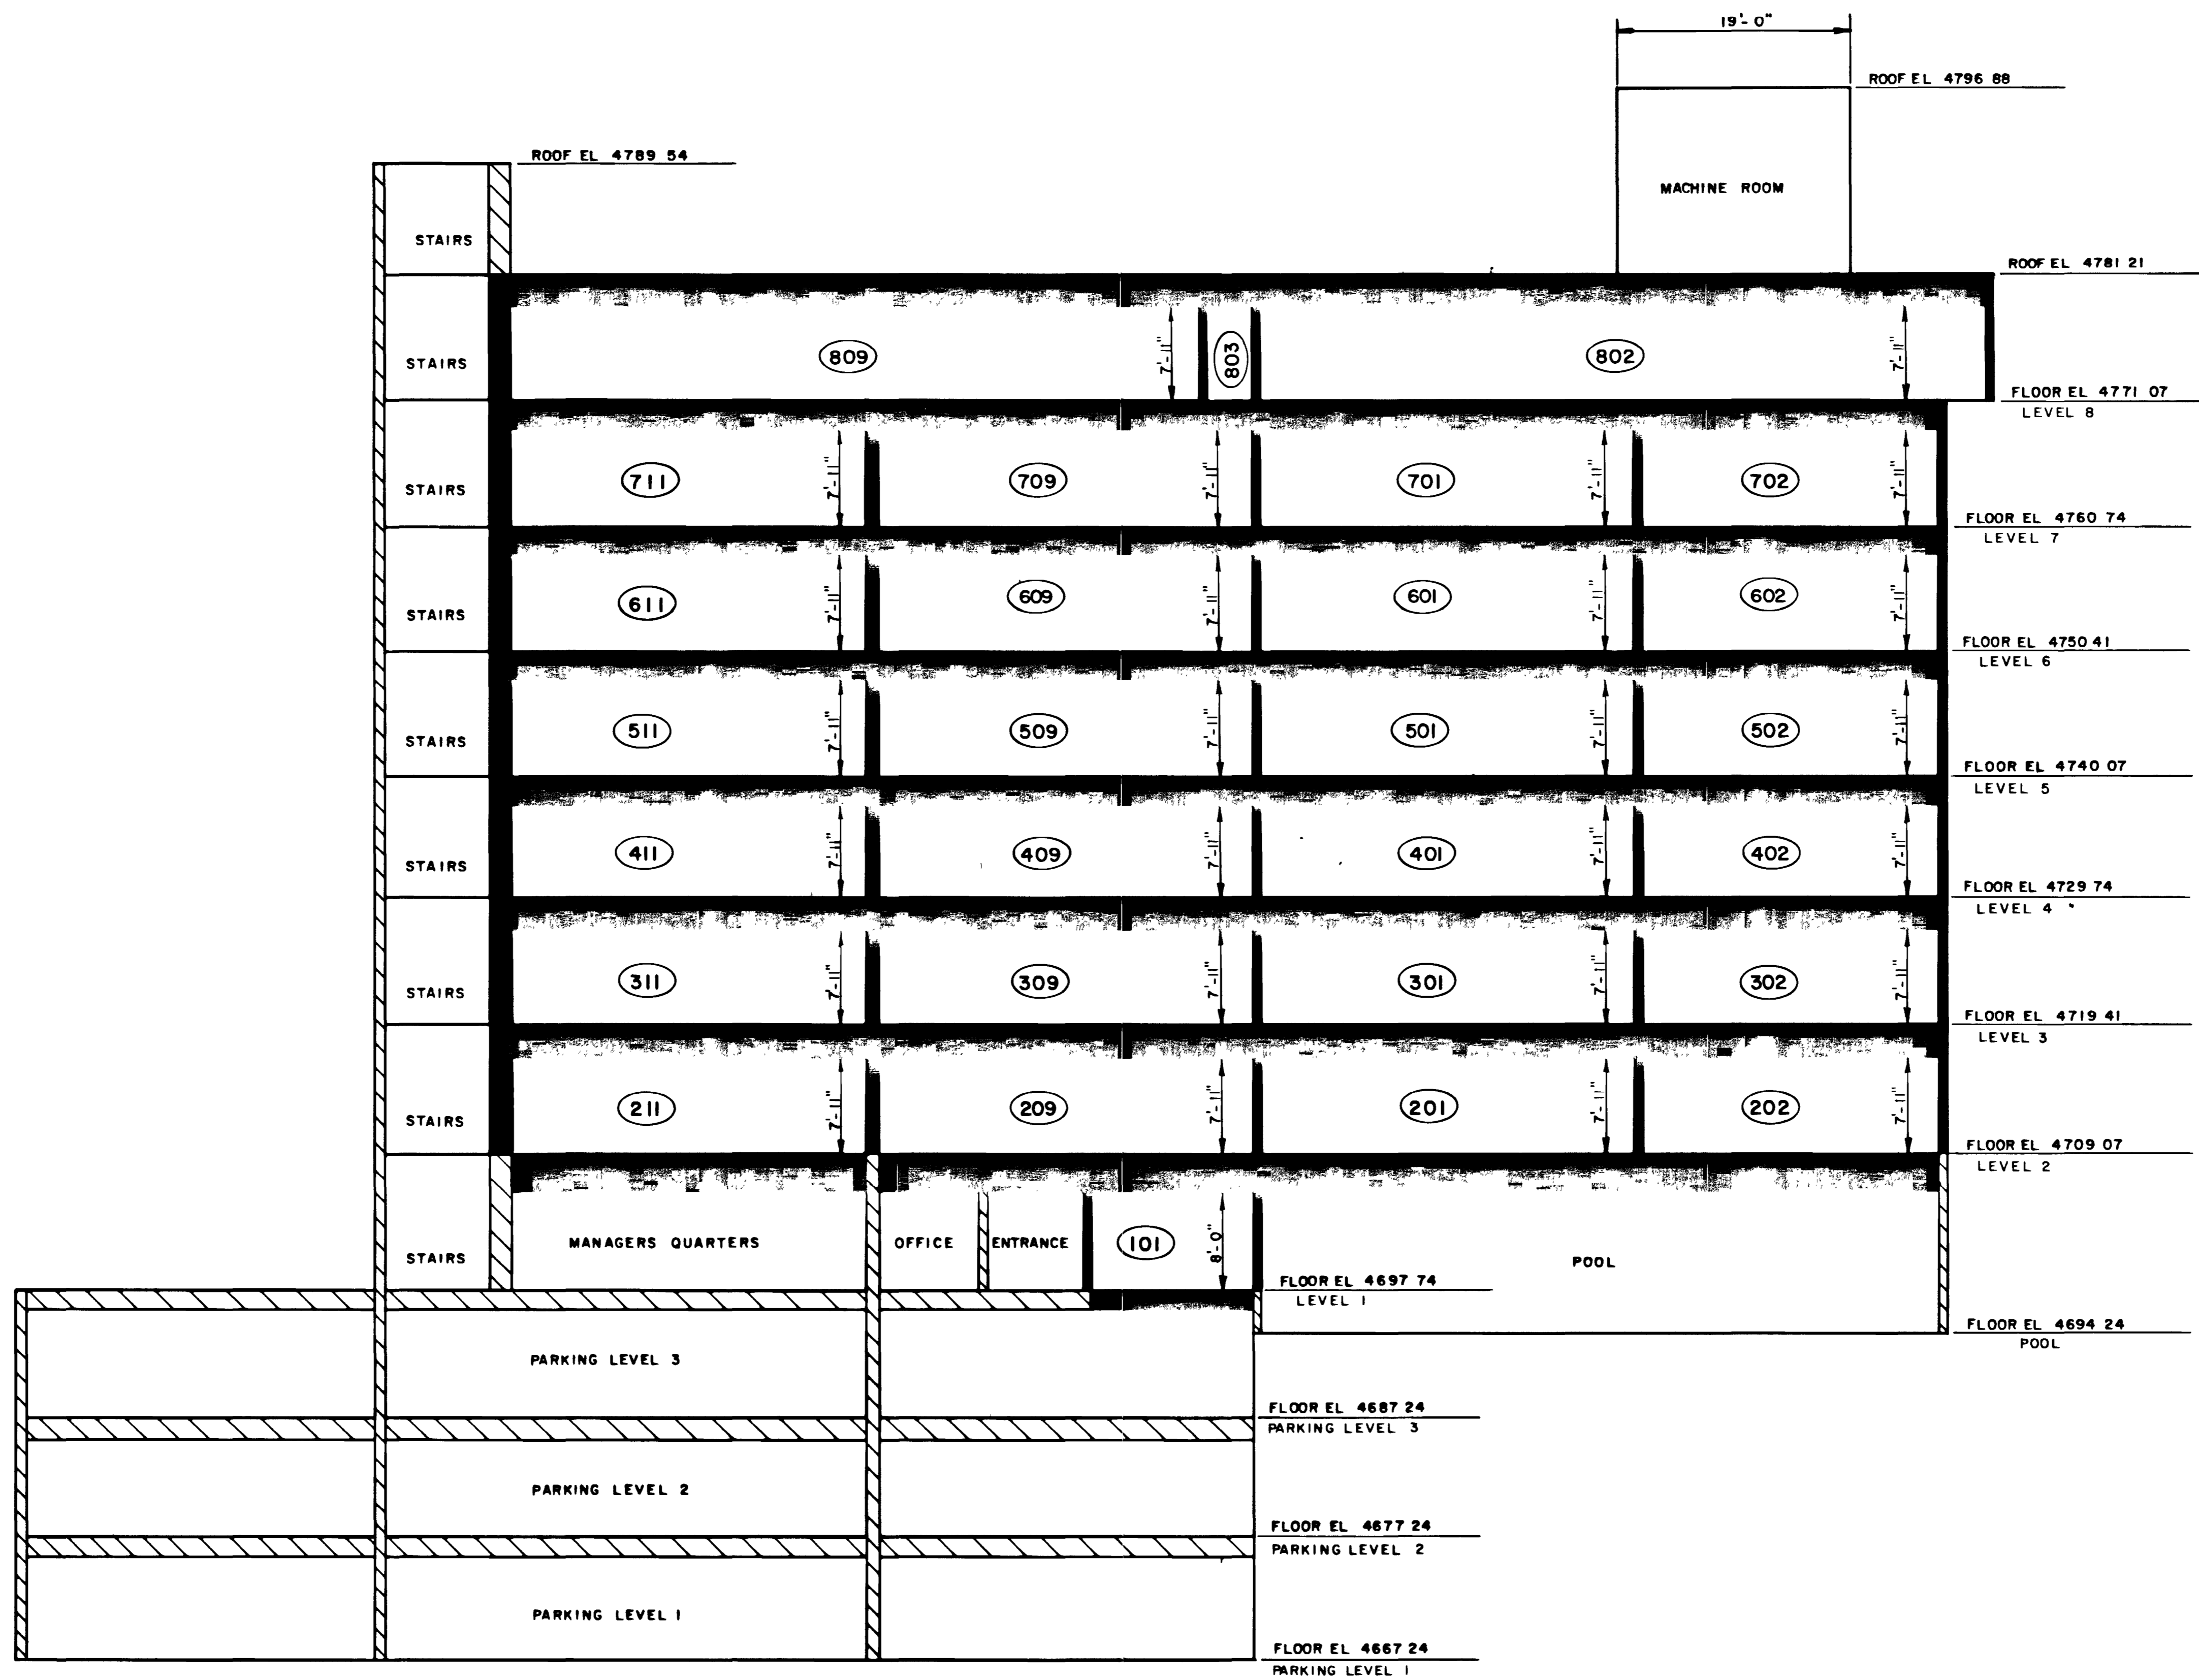 19'-0"
ROOF EL 4796 88
ROOF EL 4789 54
MACHINE ROOM
STAIRS
ROOF EL 4781 21
STAIRS
809
7'-11"
803
802
7'-11"
FLOOR EL 4771 07
LEVEL 8
STAIRS
711
7'-11"
709
7'-11"
701
7'-11"
702
7'-11"
FLOOR EL 4760 74
LEVEL 7
STAIRS
611
7'-11"
609
7'-11"
601
7'-11"
602
7'-11"
FLOOR EL 4750 41
LEVEL 6
STAIRS
511
7'-11"
509
7'-11"
501
7'-11"
502
7'-11"
FLOOR EL 4740 07
LEVEL 5
STAIRS
411
7'-11"
409
7'-11"
401
7'-11"
402
7'-11"
FLOOR EL 4729 74
LEVEL 4
STAIRS
311
7'-11"
309
7'-11"
301
7'-11"
302
7'-11"
FLOOR EL 4719 41
LEVEL 3
STAIRS
211
7'-11"
209
7'-11"
201
7'-11"
202
7'-11"
FLOOR EL 4709 07
LEVEL 2
STAIRS
MANAGERS QUARTERS
OFFICE
ENTRANCE
101
8'-0"
POOL
FLOOR EL 4697 74
LEVEL 1
FLOOR EL 4694 24
POOL
PARKING LEVEL 3
FLOOR EL 4687 24
PARKING LEVEL 3
PARKING LEVEL 2
FLOOR EL 4677 24
PARKING LEVEL 2
PARKING LEVEL 1
FLOOR EL 4667 24
PARKING LEVEL 1